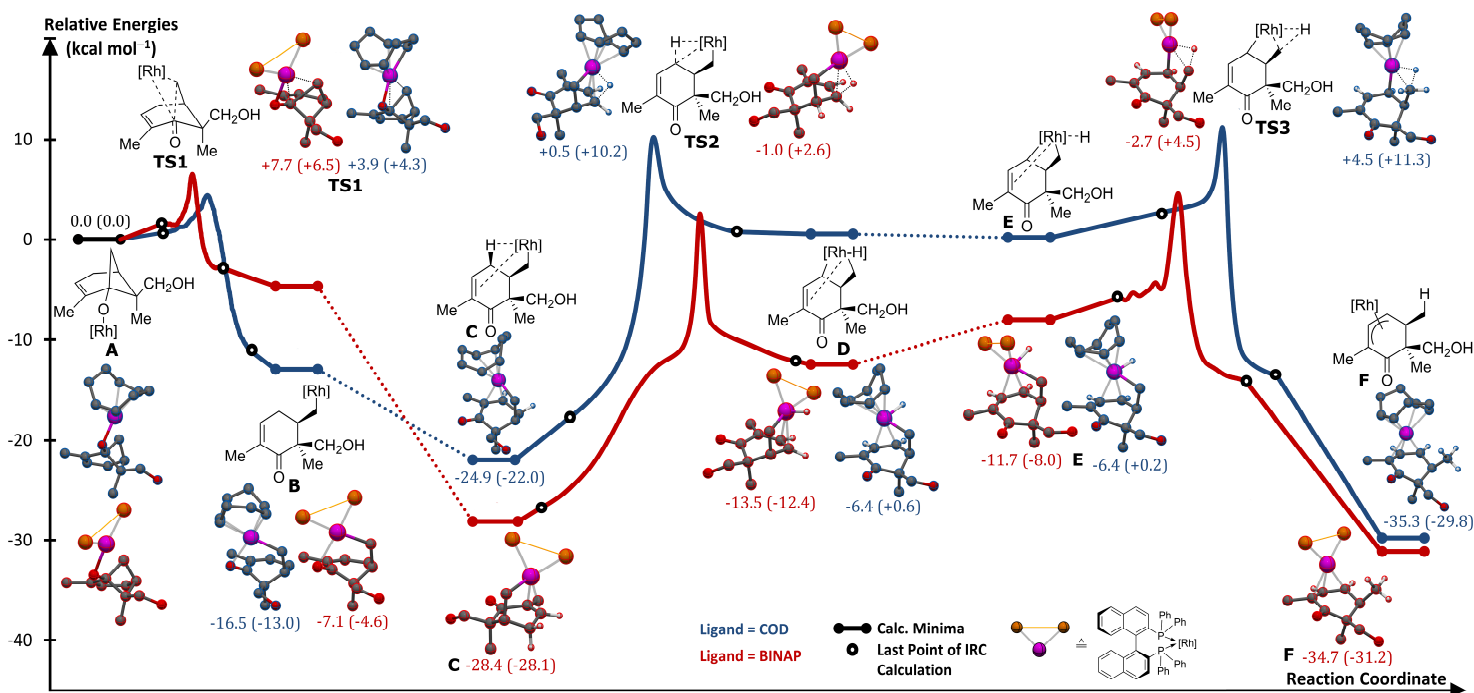 Relative Energies
(kcal mol⁻¹)
10
0
-10
-20
-30
-40
[Rh]
CH₂OH
O
Me
Me
TS1
+7.7 (+6.5)
+3.9 (+4.3)
TS1
0.0 (0.0)
CH₂OH
Me
O
Me
[Rh]
A
[Rh]
CH₂OH
Me
Me
O
B
-16.5 (-13.0)
-7.1 (-4.6)
H
[Rh]
CH₂OH
Me
Me
O
C
-24.9 (-22.0)
C -28.4 (-28.1)
+0.5 (+10.2)
H
[Rh]
CH₂OH
Me
Me
O
TS2
-1.0 (+2.6)
[Rh-H]
CH₂OH
Me
Me
O
D
-13.5 (-12.4)
-6.4 (+0.6)
[Rh]
H
CH₂OH
Me
Me
O
E
-11.7 (-8.0)
E
-6.4 (+0.2)
-2.7 (+4.5)
[Rh]
H
CH₂OH
Me
Me
O
TS3
+4.5 (+11.3)
H
[Rh]
CH₂OH
Me
Me
O
F
-35.3 (-29.8)
F
-34.7 (-31.2)
Ligand = COD
Ligand = BINAP
Calc. Minima
Last Point of IRC
Calculation
≙
Ph
Ph
P
[Rh]
P
Ph
Ph
Reaction Coordinate